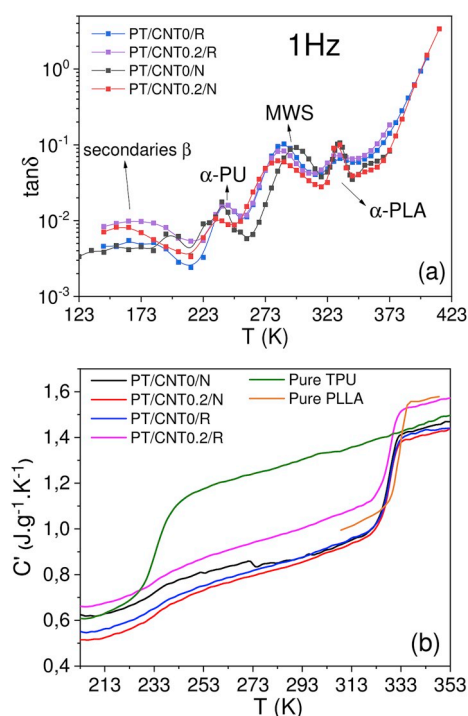 PT/CNT0/R
PT/CNT0.2/R
PT/CNT0/N
PT/CNT0.2/N
1Hz
secondaries β
α-PU
MWS
α-PLA
(a)
tanδ
10¹
10⁰
10⁻¹
10⁻²
10⁻³
123 173 223 273 323 373 423
T (K)
PT/CNT0/N
PT/CNT0.2/N
PT/CNT0/R
PT/CNT0.2/R
Pure TPU
Pure PLLA
(b)
C' (J.g⁻¹.K⁻¹)
1,6
1,4
1,2
1,0
0,8
0,6
0,4
213 233 253 273 293 313 333 353
T (K)